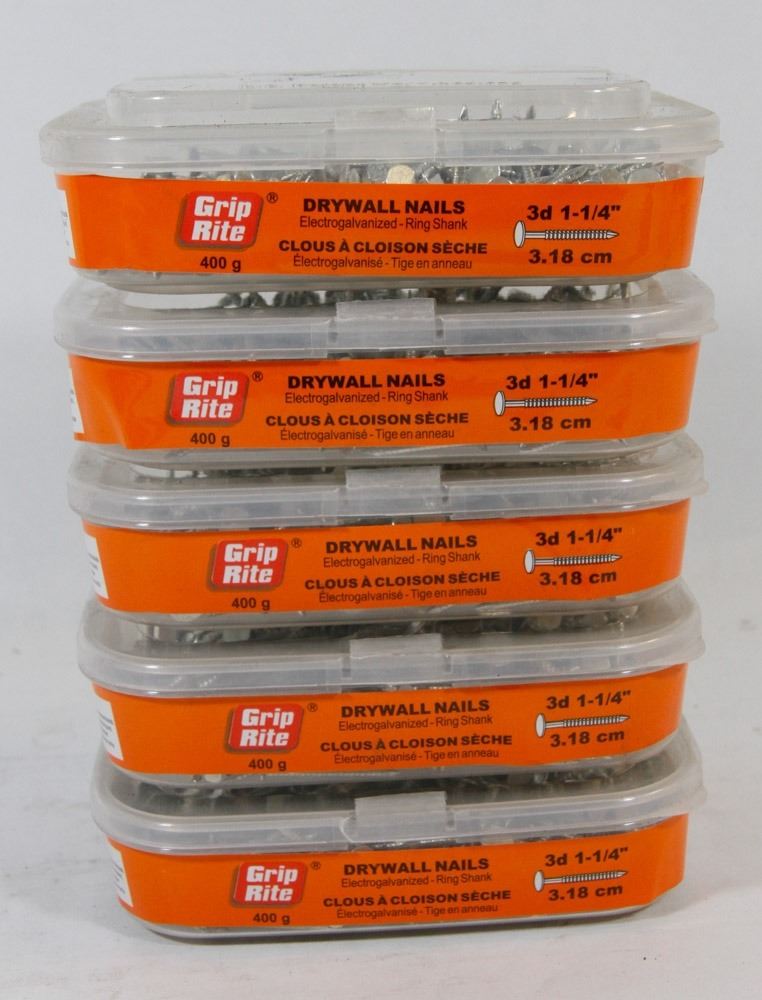 Grip
Rite®
400 g
DRYWALL NAILS
Electrogalvanized - Ring Shank
CLOUS À CLOISON SÈCHE
Électrogalvanisé - Tige en anneau
3d 1-1/4"
3.18 cm
Grip
Rite®
400 g
DRYWALL NAILS
Electrogalvanized - Ring Shank
CLOUS À CLOISON SÈCHE
Électrogalvanisé - Tige en anneau
3d 1-1/4"
3.18 cm
Grip
Rite®
400 g
DRYWALL NAILS
Electrogalvanized - Ring Shank
CLOUS À CLOISON SÈCHE
Électrogalvanisé - Tige en anneau
3d 1-1/4"
3.18 cm
Grip
Rite®
400 g
DRYWALL NAILS
Electrogalvanized - Ring Shank
CLOUS À CLOISON SÈCHE
Électrogalvanisé - Tige en anneau
3d 1-1/4"
3.18 cm
Grip
Rite®
400 g
DRYWALL NAILS
Electrogalvanized - Ring Shank
CLOUS À CLOISON SÈCHE
Électrogalvanisé - Tige en anneau
3d 1-1/4"
3.18 cm